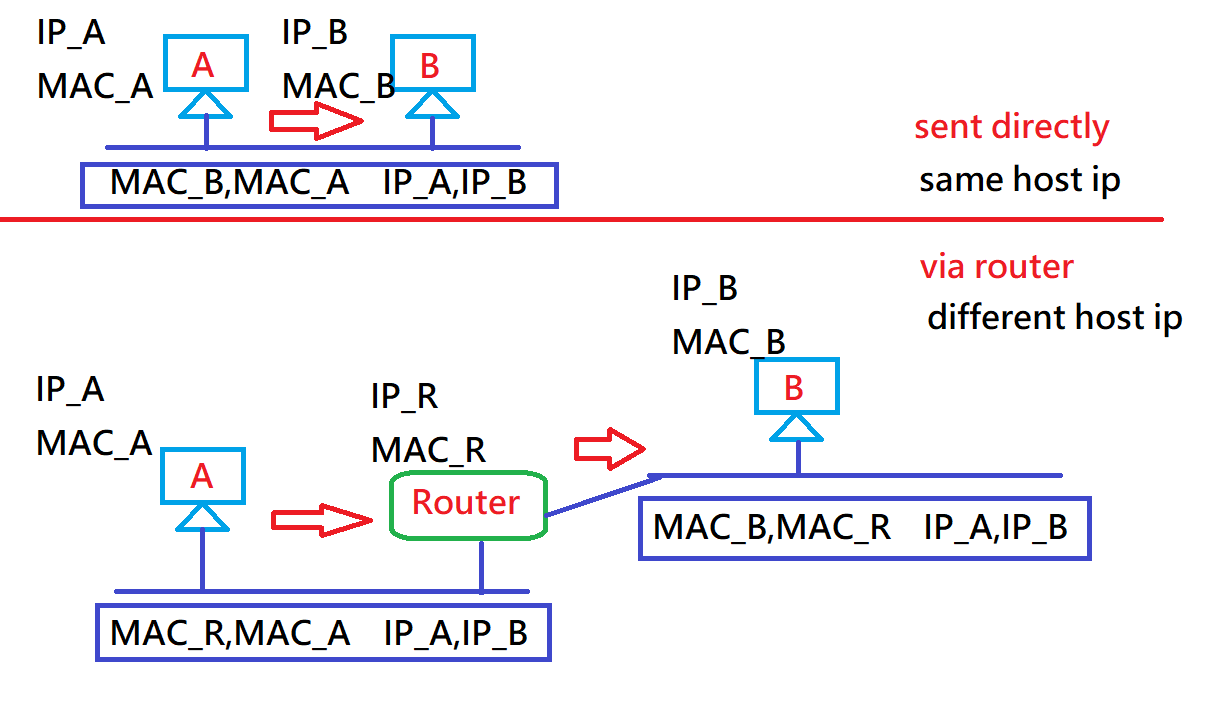 IP_A
MAC_A
A
IP_B
MAC_B
B
MAC_B,MAC_A IP_A,IP_B
sent directly
same host ip
via router
different host ip
IP_A
MAC_A
A
IP_R
MAC_R
Router
IP_B
MAC_B
B
MAC_B,MAC_R IP_A,IP_B
MAC_R,MAC_A IP_A,IP_B